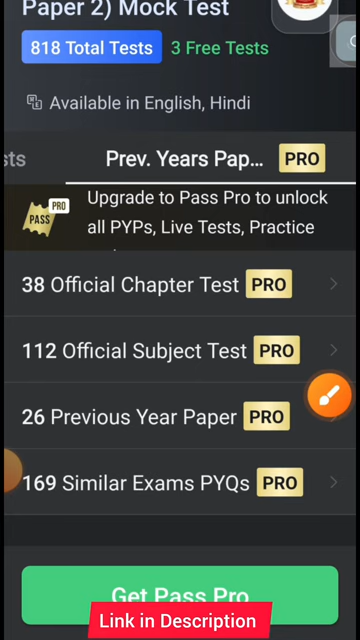 Paper 2) Mock Test
818 Total Tests
3 Free Tests
Available in English, Hindi
sts
Prev. Years Pap... PRO
PASS PRO
Upgrade to Pass Pro to unlock
all PYPs, Live Tests, Practice
38 Official Chapter Test PRO
112 Official Subject Test PRO
26 Previous Year Paper PRO
169 Similar Exams PYQs PRO
Get Pass Pro
Link in Description